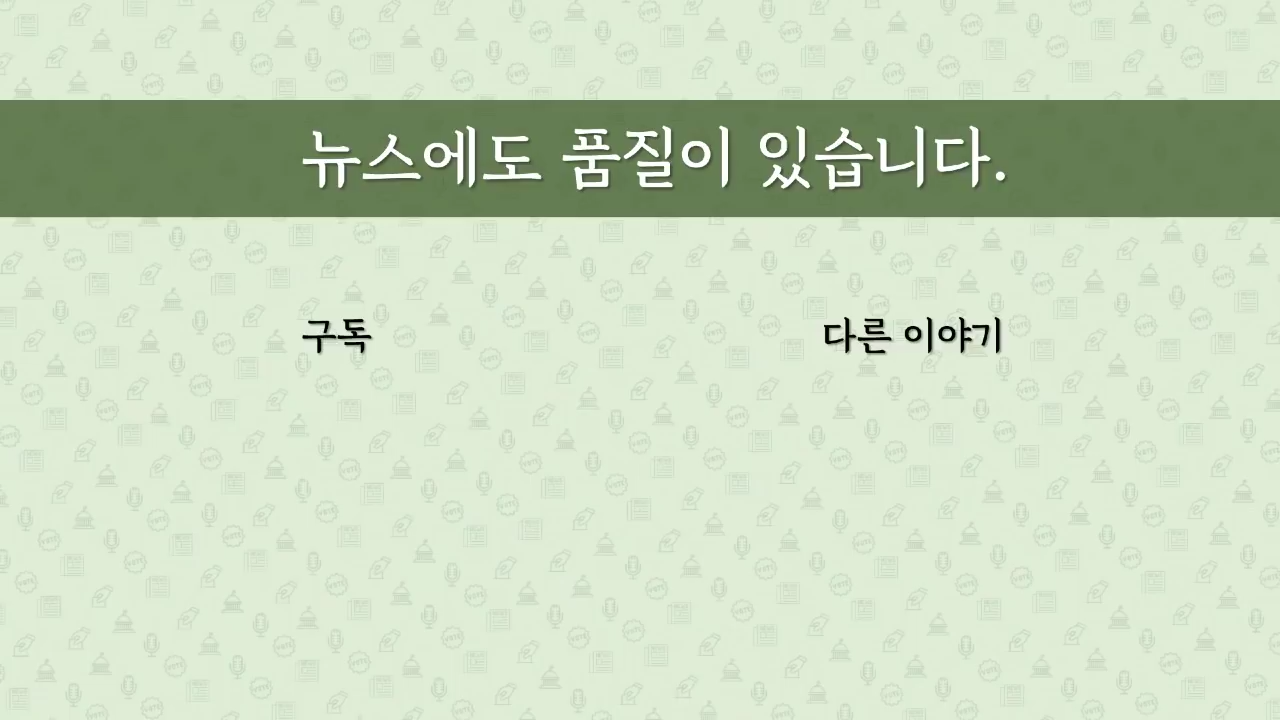 뉴스에도 품질이 있습니다.
구독
다른 이야기